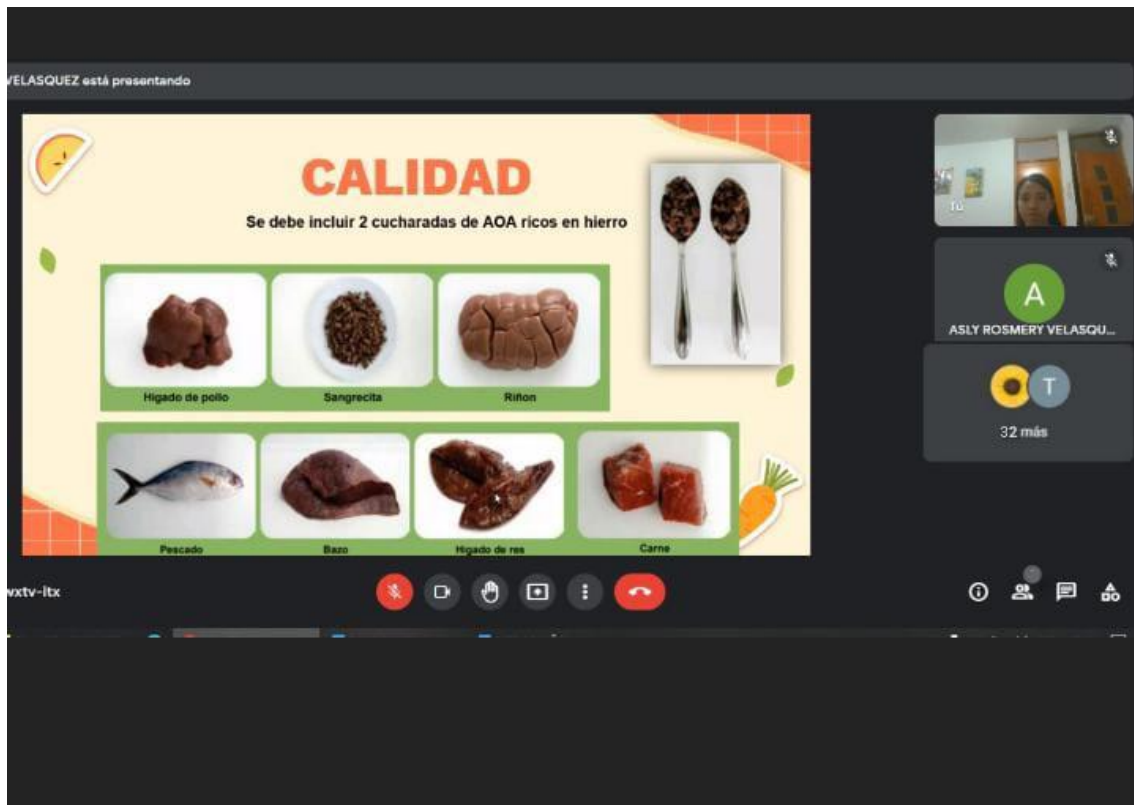 VELASQUEZ está presentando
CALIDAD
Se debe incluir 2 cucharadas de AOA ricos en hierro
Higado de pollo
Sangrecita
Riñon
Pescado
Bazo
Higado de res
Carne
Tú
A
ASLY ROSMERY VELASQU...
T
32 más
wxtv-itx